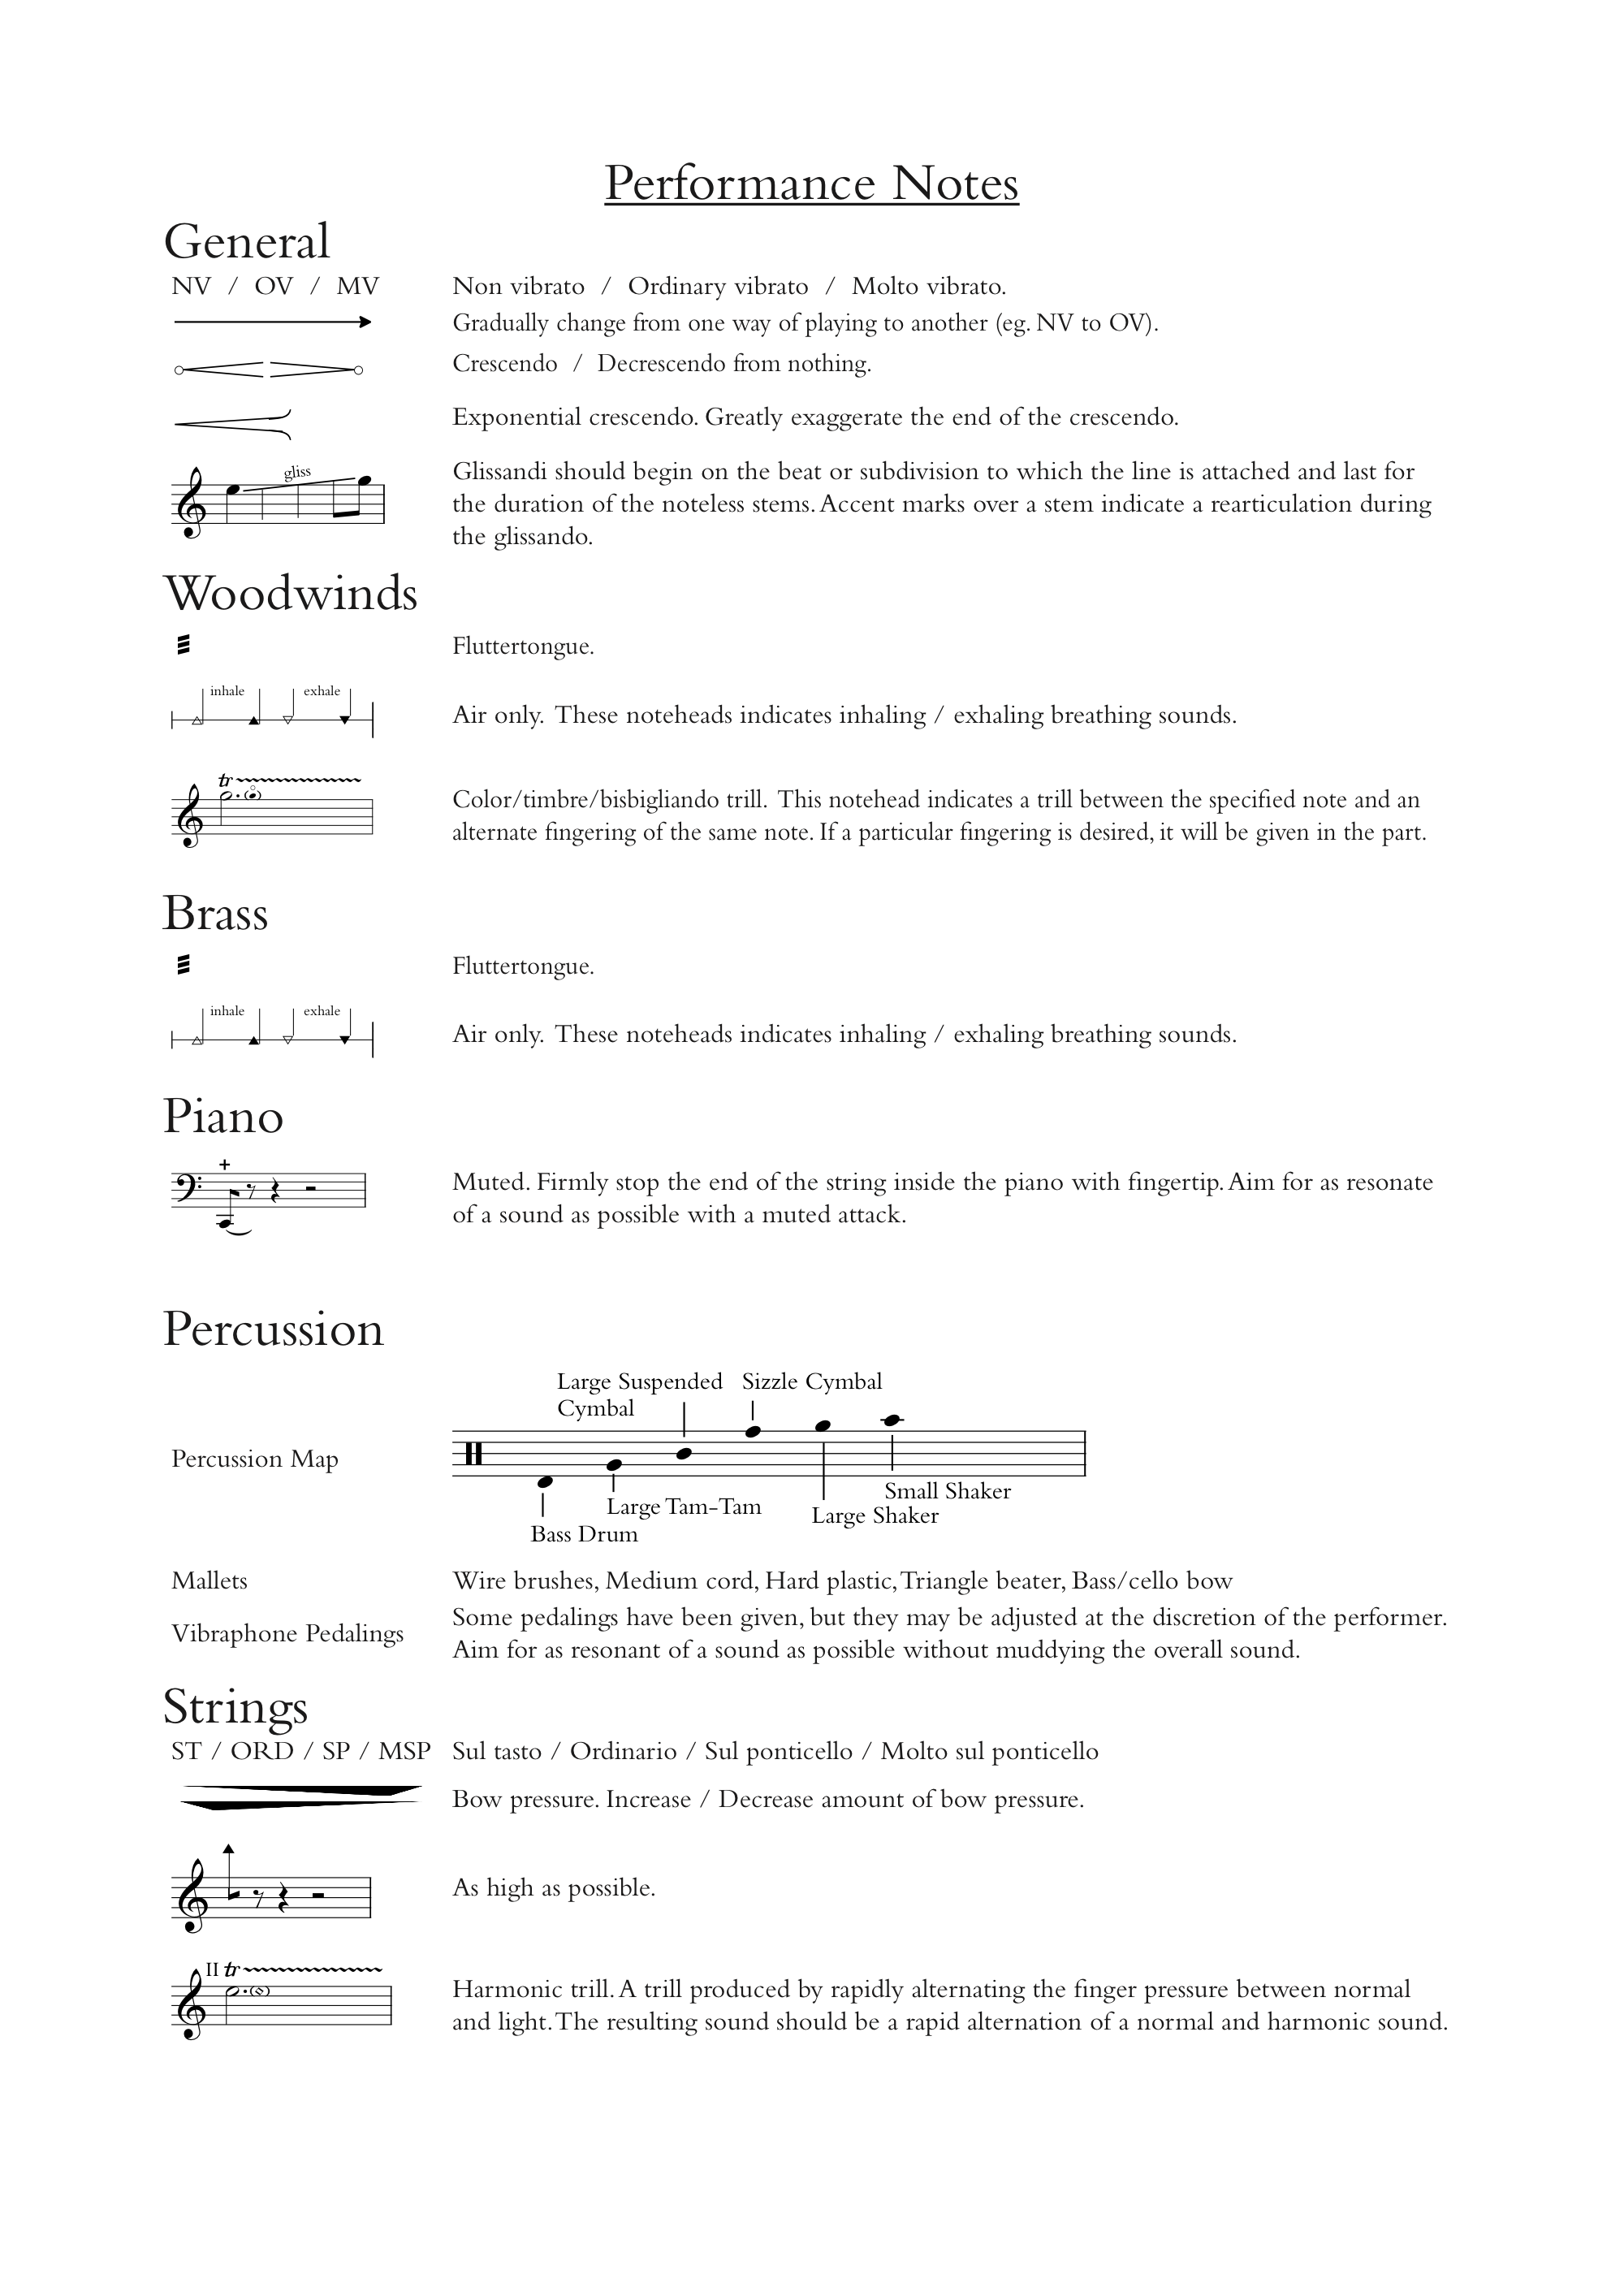 Performance Notes
General
NV / OV / MV Non vibrato / Ordinary vibrato / Molto vibrato.
Gradually change from one way of playing to another (eg. NV to OV).
Crescendo / Decrescendo from nothing.
Exponential crescendo. Greatly exaggerate the end of the crescendo.
gliss
Glissandi should begin on the beat or subdivision to which the line is attached and last for
the duration of the noteless stems. Accent marks over a stem indicate a rearticulation during
the glissando.
Woodwinds
Fluttertongue.
inhale exhale
Air only. These noteheads indicates inhaling / exhaling breathing sounds.
tr
Color/timbre/bisbigliando trill. This notehead indicates a trill between the specified note and an
alternate fingering of the same note. If a particular fingering is desired, it will be given in the part.
Brass
Fluttertongue.
inhale exhale
Air only. These noteheads indicates inhaling / exhaling breathing sounds.
Piano
Muted. Firmly stop the end of the string inside the piano with fingertip. Aim for as resonate
of a sound as possible with a muted attack.
Percussion
Percussion Map
Large Suspended
Cymbal
Sizzle Cymbal
Small Shaker
Large Tam-Tam
Large Shaker
Bass Drum
Mallets Wire brushes, Medium cord, Hard plastic, Triangle beater, Bass/cello bow
Vibraphone Pedalings
Some pedalings have been given, but they may be adjusted at the discretion of the performer.
Aim for as resonant of a sound as possible without muddying the overall sound.
Strings
ST / ORD / SP / MSP Sul tasto / Ordinario / Sul ponticello / Molto sul ponticello
Bow pressure. Increase / Decrease amount of bow pressure.
As high as possible.
II tr
Harmonic trill. A trill produced by rapidly alternating the finger pressure between normal
and light. The resulting sound should be a rapid alternation of a normal and harmonic sound.